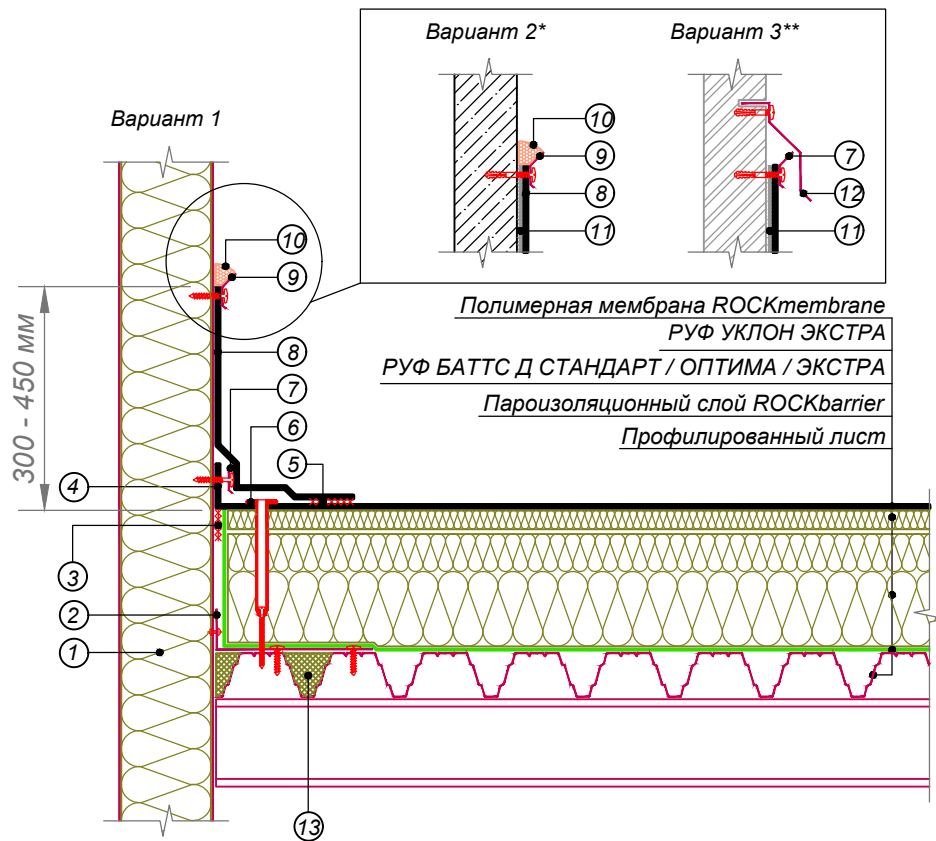 Вариант 2*
Вариант 3**
Вариант 1
10
9
8
11
7
12
11
10
9
8
7
6
5
4
3
2
1
13
300 - 450 мм
Полимерная мембрана ROCKmembrane
РУФ УКЛОН ЭКСТРА
РУФ БАТТС Д СТАНДАРТ / ОПТИМА / ЭКСТРА
Пароизоляционный слой ROCKbarrier
Профилированный лист